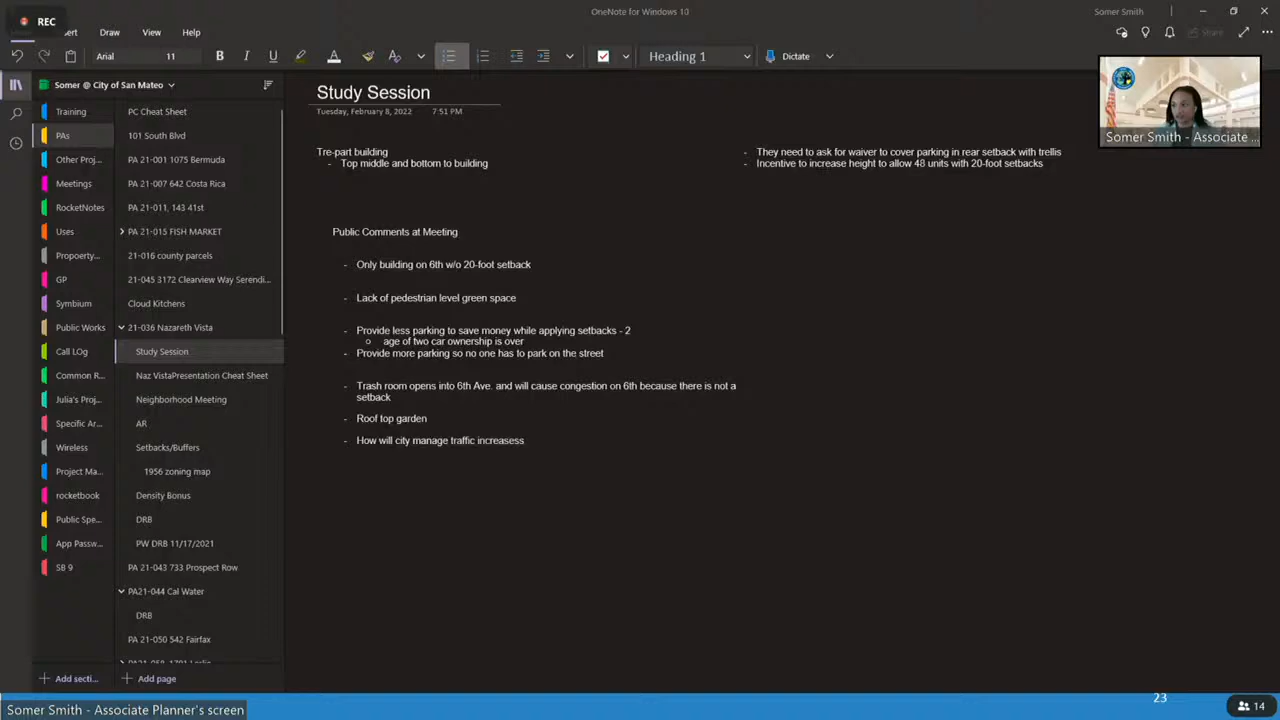 REC
OneNote for Windows 10
Somer Smith
ert Draw View Help
Share
Arial 11 B I U A Heading 1 Dictate
Somer @ City of San Mateo
Training
PAs
Other Proj...
Meetings
RocketNotes
Uses
Propoerty...
GP
Symbium
Public Works
Call LOg
Common R...
Julia's Proj...
Specific Ar...
Wireless
Project Ma...
rocketbook
Public Spe...
App Passw...
SB 9
Add secti...
PC Cheat Sheet
101 South Blvd
PA 21-001 1075 Bermuda
PA 21-007 642 Costa Rica
PA 21-011, 143 41st
PA 21-015 FISH MARKET
21-016 county parcels
21-045 3172 Clearview Way Serendi...
Cloud Kitchens
21-036 Nazareth Vista
Study Session
Naz VistaPresentation Cheat Sheet
Neighborhood Meeting
AR
Setbacks/Buffers
1956 zoning map
Density Bonus
DRB
PW DRB 11/17/2021
PA 21-043 733 Prospect Row
PA21-044 Cal Water
DRB
PA 21-050 542 Fairfax
Add page
Study Session
Tuesday, February 8, 2022 7:51 PM
Tre-part building
- Top middle and bottom to building
- They need to ask for waiver to cover parking in rear setback with trellis
- Incentive to increase height to allow 48 units with 20-foot setbacks
Public Comments at Meeting
- Only building on 6th w/o 20-foot setback
- Lack of pedestrian level green space
- Provide less parking to save money while applying setbacks - 2
o age of two car ownership is over
- Provide more parking so no one has to park on the street
- Trash room opens into 6th Ave. and will cause congestion on 6th because there is not a
setback
- Roof top garden
- How will city manage traffic increasess
Somer Smith - Associate ...
23
Somer Smith - Associate Planner's screen
14